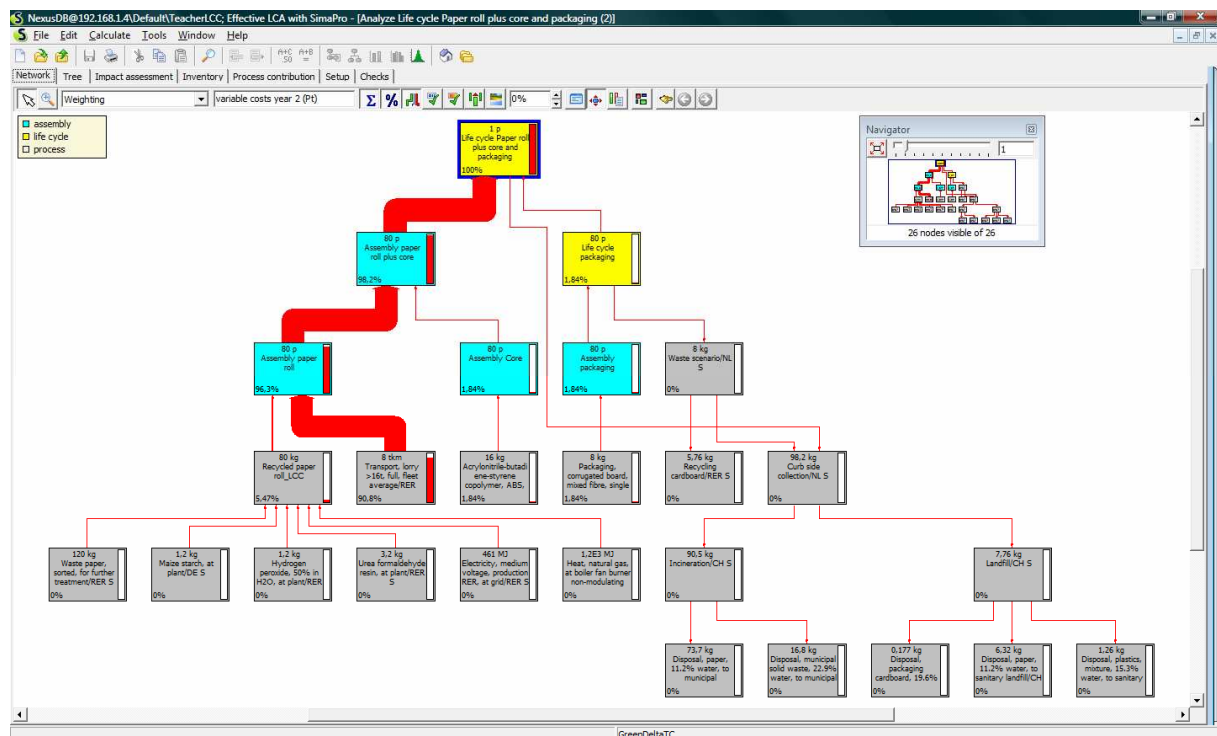 NexusDB@192.168.1.4\Default\TeacherLCC; Effective LCA with SimaPro - [Analyze Life cycle Paper roll plus core and packaging (2)]
File Edit Calculate Tools Window Help
A+C 50 A+B =
Network Tree Impact assessment Inventory Process contribution Setup Checks
Weighting variable costs year 2 (Pt) Σ % 0%
assembly
life cycle
process
1 p
Life cycle Paper roll
plus core and
packaging
100%
Navigator
1
26 nodes visible of 26
80 p
Assembly paper
roll plus core
98,2%
80 p
Life cycle
packaging
1,84%
80 p
Assembly paper
roll
96,3%
80 p
Assembly Core
1,84%
80 p
Assembly
packaging
1,84%
8 kg
Waste scenario/NL
S
0%
80 kg
Recycled paper
roll_LCC
5,47%
8 tkm
Transport, lorry
>16t, full, fleet
average/RER
90,8%
16 kg
Acrylonitrile-butadi
ene-styrene
copolymer, ABS,
1,84%
8 kg
Packaging,
corrugated board,
mixed fibre, single
1,84%
5,76 kg
Recycling
cardboard/RER S
0%
98,2 kg
Curb side
collection/NL S
0%
120 kg
Waste paper,
sorted, for further
treatment/RER S
0%
1,2 kg
Maize starch, at
plant/DE S
0%
1,2 kg
Hydrogen
peroxide, 50% in
H2O, at plant/RER
0%
3,2 kg
Urea formaldehyde
resin, at plant/RER
S
0%
461 MJ
Electricity, medium
voltage, production
RER, at grid/RER S
0%
1,2E3 MJ
Heat, natural gas,
at boiler fan burner
non-modulating
0%
90,5 kg
Incineration/CH S
0%
7,76 kg
Landfill/CH S
0%
73,7 kg
Disposal, paper,
11.2% water, to
municipal
0%
16,8 kg
Disposal, municipal
solid waste, 22.9%
water, to municipal
0%
0,177 kg
Disposal,
packaging
cardboard, 19.6%
0%
6,32 kg
Disposal, paper,
11.2% water, to
sanitary landfill/CH
0%
1,26 kg
Disposal, plastics,
mixture, 15.3%
water, to sanitary
0%
GreenDeltaTC